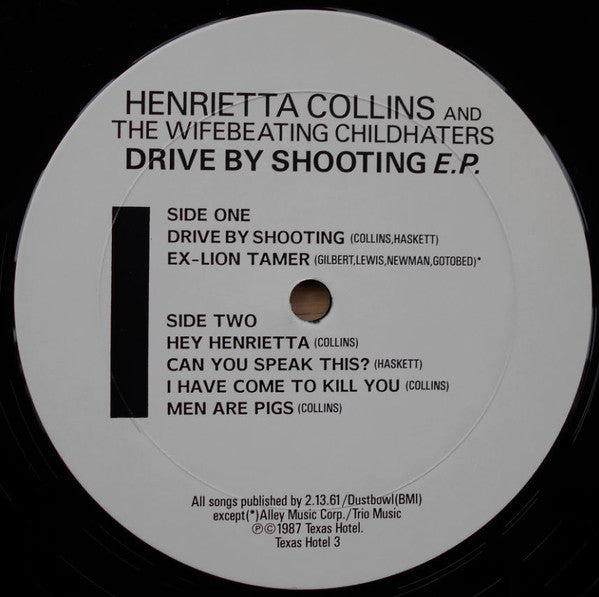 HENRIETTA COLLINS AND
THE WIFEBEATING CHILDHATERS
DRIVE BY SHOOTING E.P.
SIDE ONE
DRIVE BY SHOOTING (COLLINS,HASKETT)
EX-LION TAMER (GILBERT,LEWIS,NEWMAN,GOTOBED)*
SIDE TWO
HEY HENRIETTA (COLLINS)
CAN YOU SPEAK THIS? (HASKETT)
I HAVE COME TO KILL YOU (COLLINS)
MEN ARE PIGS (COLLINS)
All songs published by 2.13.61/Dustbowl(BMI)
except(*)Alley Music Corp./Trio Music
℗©1987 Texas Hotel.
Texas Hotel 3